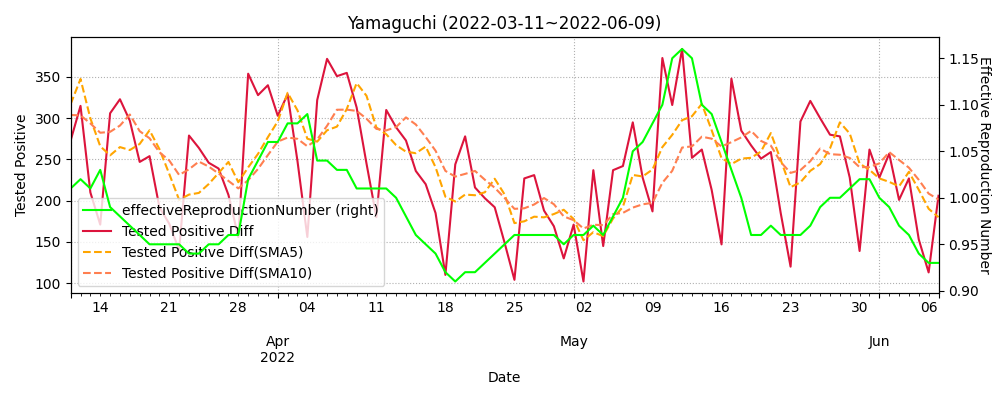 Yamaguchi (2022-03-11~2022-06-09)
Tested Positive
350
300
250
200
150
100
1.15
1.10
1.05
1.00
0.95
0.90
Effective Reproduction Number
effectiveReproductionNumber (right)
Tested Positive Diff
Tested Positive Diff(SMA5)
Tested Positive Diff(SMA10)
14 21 28 04 11 18 25 02 09 16 23 30 06
Apr May Jun
2022
Date